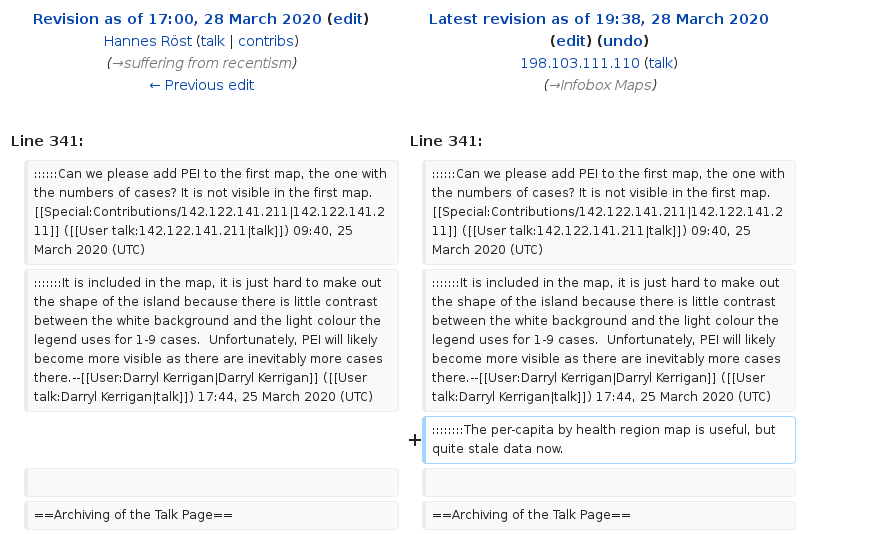 Revision as of 17:00, 28 March 2020 (edit)
Hannes Röst (talk | contribs)
(→suffering from recentism)
← Previous edit
Latest revision as of 19:38, 28 March 2020
(edit) (undo)
198.103.111.110 (talk)
(→Infobox Maps)
Line 341:
Line 341:
::::::Can we please add PEI to the first map, the one with
the numbers of cases? It is not visible in the first map.
[[Special:Contributions/142.122.141.211|142.122.141.2
11]] ([[User talk:142.122.141.211|talk]]) 09:40, 25
March 2020 (UTC)
::::::Can we please add PEI to the first map, the one with
the numbers of cases? It is not visible in the first map.
[[Special:Contributions/142.122.141.211|142.122.141.2
11]] ([[User talk:142.122.141.211|talk]]) 09:40, 25
March 2020 (UTC)
:::::::It is included in the map, it is just hard to make out
the shape of the island because there is little contrast
between the white background and the light colour the
legend uses for 1-9 cases.  Unfortunately, PEI will likely
become more visible as there are inevitably more cases
there.--[[User:Darryl Kerrigan|Darryl Kerrigan]] ([[User
talk:Darryl Kerrigan|talk]]) 17:44, 25 March 2020 (UTC)
:::::::It is included in the map, it is just hard to make out
the shape of the island because there is little contrast
between the white background and the light colour the
legend uses for 1-9 cases.  Unfortunately, PEI will likely
become more visible as there are inevitably more cases
there.--[[User:Darryl Kerrigan|Darryl Kerrigan]] ([[User
talk:Darryl Kerrigan|talk]]) 17:44, 25 March 2020 (UTC)
+
::::::::The per-capita by health region map is useful, but
quite stale data now.
==Archiving of the Talk Page==
==Archiving of the Talk Page==